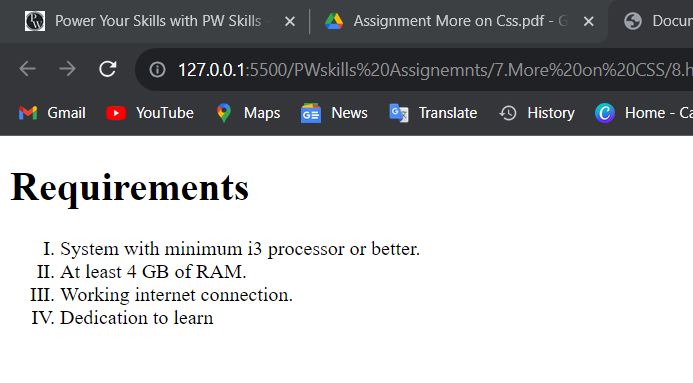 Power Your Skills with PW Skills
Assignment More on Css.pdf - G
Docum
127.0.0.1:5500/PWskills%20Assignemnts/7.More%20on%20CSS/8.h
Gmail YouTube Maps News Translate History Home - Ca
Requirements
I. System with minimum i3 processor or better.
II. At least 4 GB of RAM.
III. Working internet connection.
IV. Dedication to learn